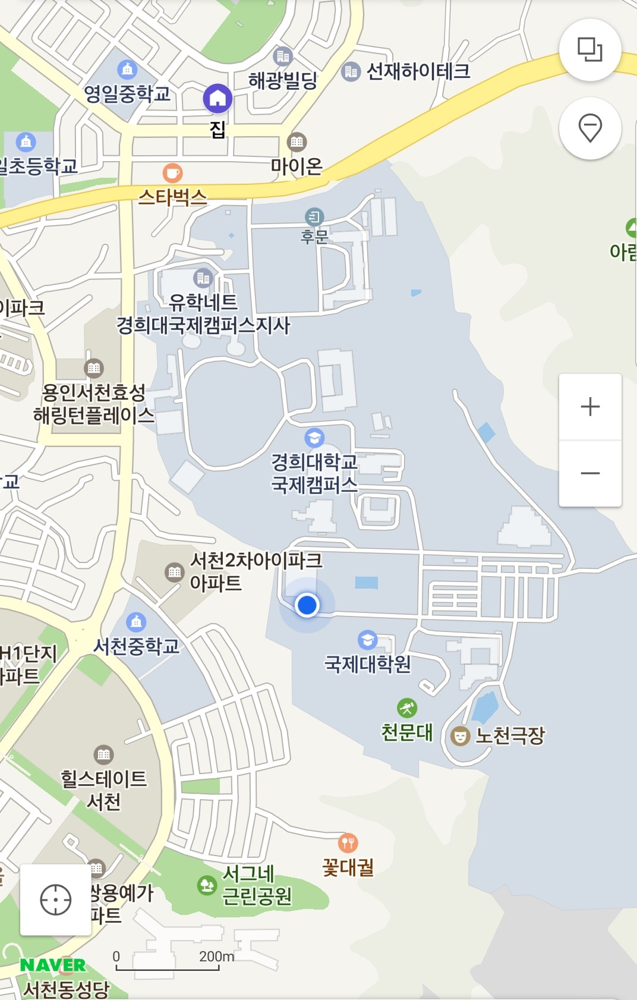 선재하이테크
해광빌딩
영일중학교
집
마이온
일초등학교
스타벅스
후문
아람
이파크
유학네트
경희대국제캠퍼스지사
용인서천효성
해링턴플레이스
경희대학교
국제캠퍼스
학교
서천2차아이파크
아파트
서천중학교
H1단지
아파트
국제대학원
천문대
노천극장
힐스테이트
서천
꽃대궐
서그네
근린공원
쌍용예가
파트
0 200m
NAVER
서천동성당